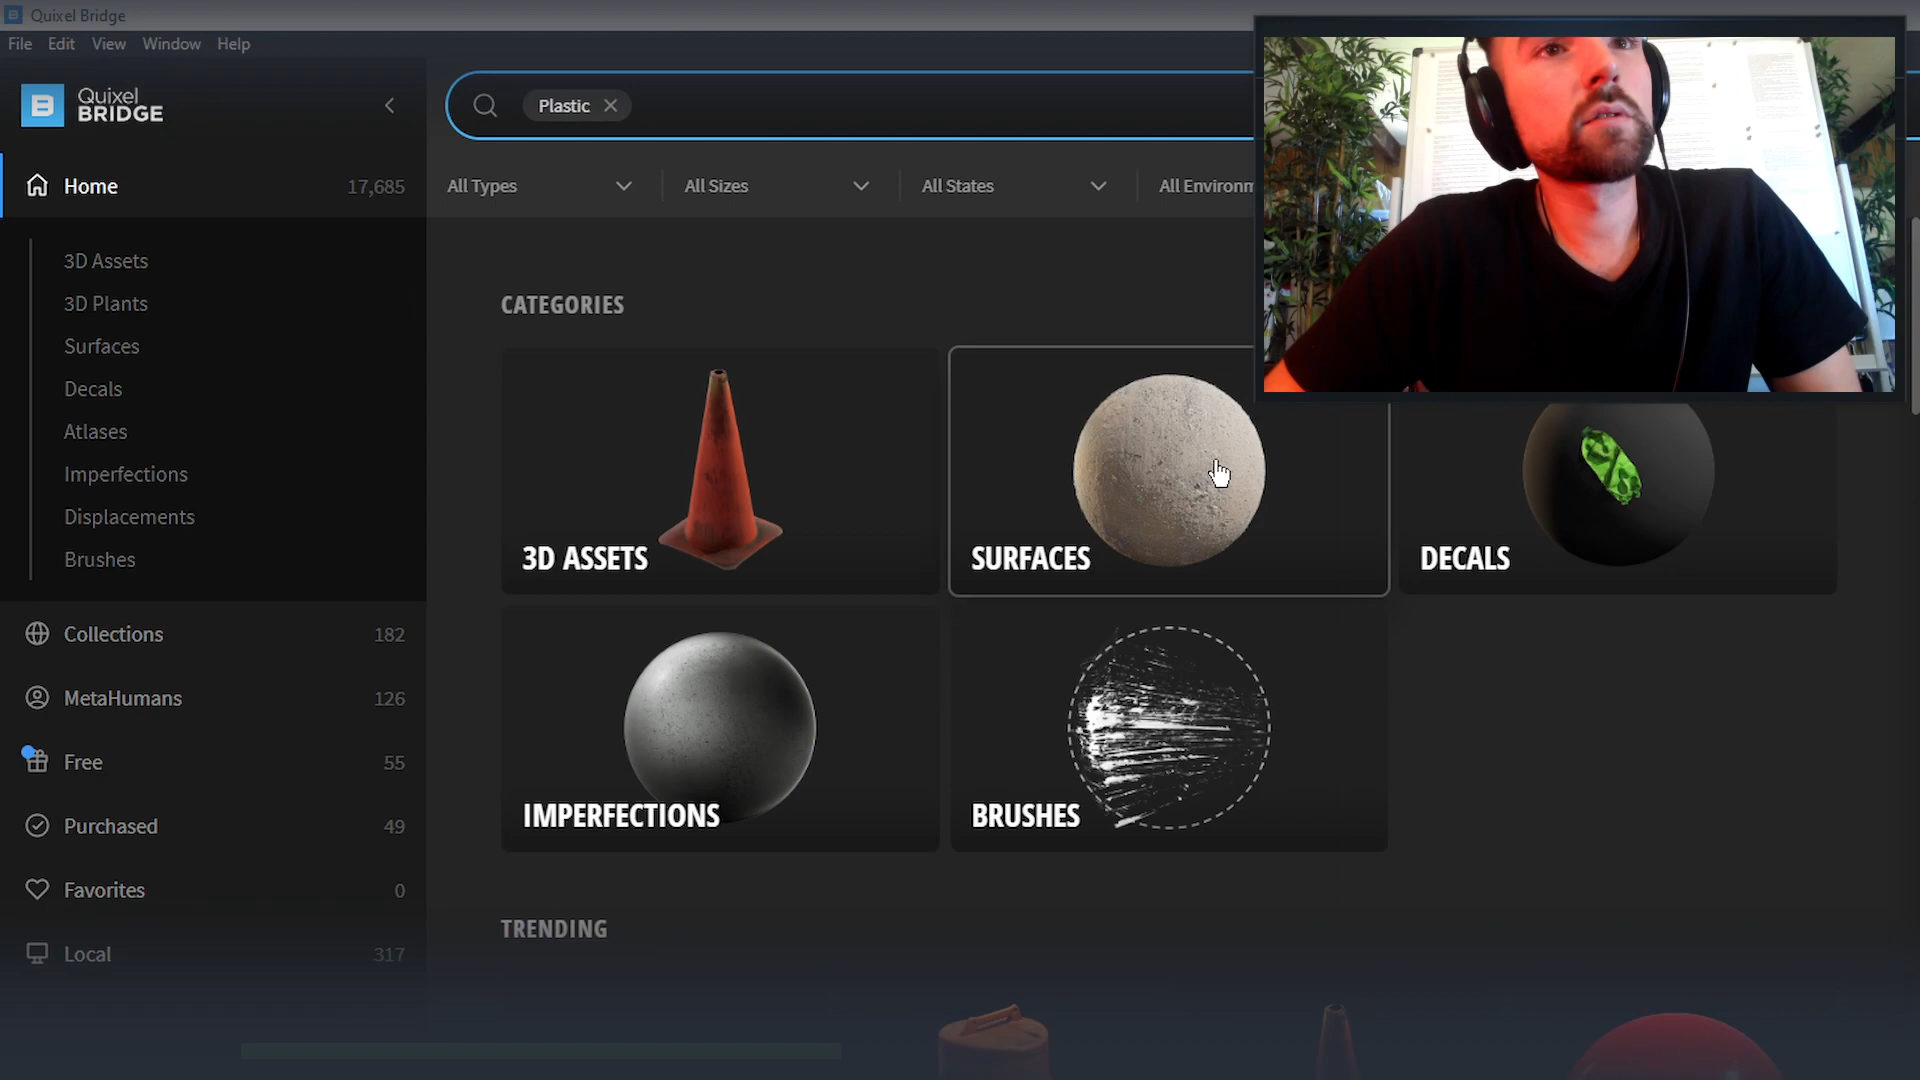 Quixel Bridge
File Edit View Window Help
Quixel
BRIDGE
Plastic
Home 17,685
All Types All Sizes All States All Environm
3D Assets
3D Plants
Surfaces
Decals
Atlases
Imperfections
Displacements
Brushes
Collections 182
MetaHumans 126
Free 55
Purchased 49
Favorites 0
Local 317
CATEGORIES
3D ASSETS
SURFACES
DECALS
IMPERFECTIONS
BRUSHES
TRENDING